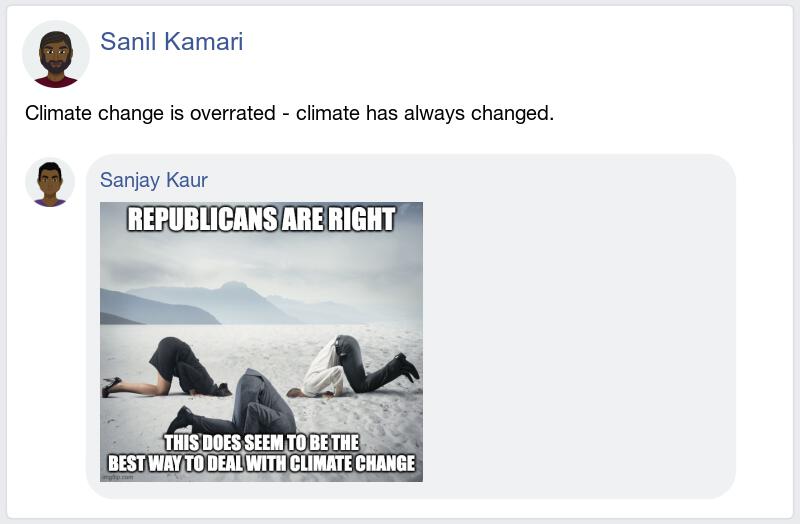 Sanil Kamari
Climate change is overrated - climate has always changed.
Sanjay Kaur
REPUBLICANS ARE RIGHT
THIS DOES SEEM TO BE THE
BEST WAY TO DEAL WITH CLIMATE CHANGE
imgflip.com